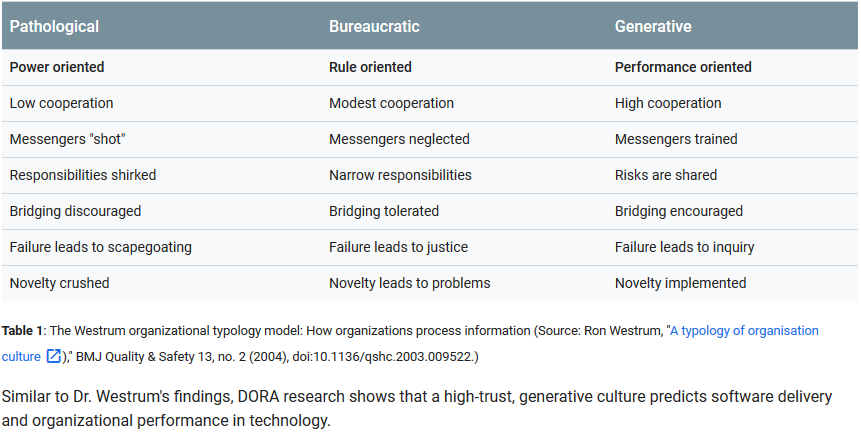 Pathological Bureaucratic Generative
Power oriented Rule oriented Performance oriented
Low cooperation Modest cooperation High cooperation
Messengers "shot" Messengers neglected Messengers trained
Responsibilities shirked Narrow responsibilities Risks are shared
Bridging discouraged Bridging tolerated Bridging encouraged
Failure leads to scapegoating Failure leads to justice Failure leads to inquiry
Novelty crushed Novelty leads to problems Novelty implemented
Table 1: The Westrum organizational typology model: How organizations process information (Source: Ron Westrum, "A typology of organisation
culture )," BMJ Quality & Safety 13, no. 2 (2004), doi:10.1136/qshc.2003.009522.)
Similar to Dr. Westrum's findings, DORA research shows that a high-trust, generative culture predicts software delivery
and organizational performance in technology.